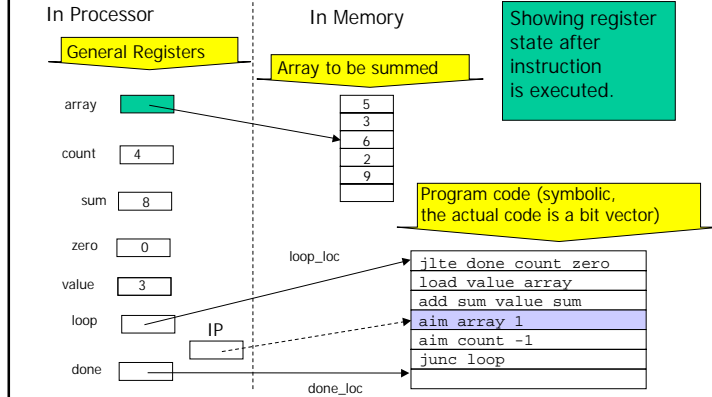 In Processor
In Memory
Showing register
state after
instruction
is executed.
General Registers
Array to be summed
array
count
4
sum
8
zero
0
value
3
loop
IP
done
5
3
6
2
9
Program code (symbolic,
the actual code is a bit vector)
loop_loc
jlte done count zero
load value array
add sum value sum
aim array 1
aim count -1
junc loop
done_loc